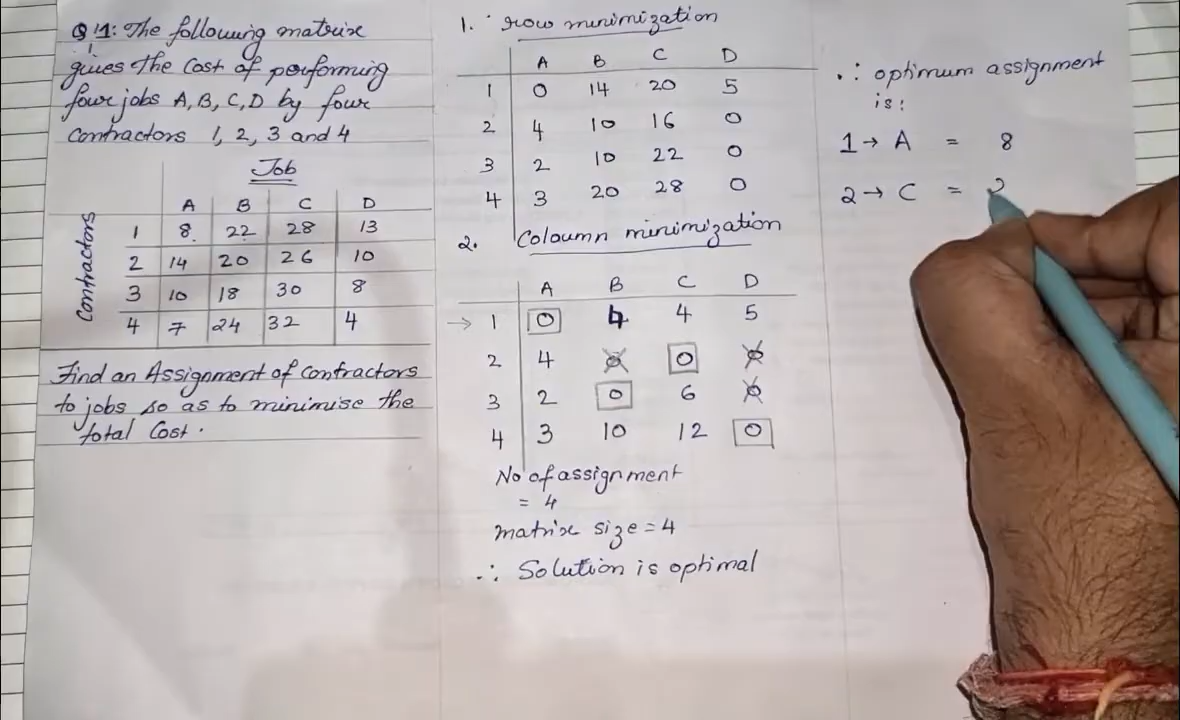 Q 1: The following matrix
gives the Cost of performing
four jobs A, B, C, D by four
Contractors 1, 2, 3 and 4
Job
Contractors
A B C D
1 8 22 28 13
2 14 20 26 10
3 10 18 30 8
4 7 24 32 4
Find an Assignment of Contractors
to jobs so as to minimise the
total Cost.
1. row minimization
A B C D
1 0 14 20 5
2 4 10 16 0
3 2 10 22 0
4 3 20 28 0
2. Coloumn minimization
A B C D
→ 1 0 4 4 5
2 4 0 0 0
3 2 0 6 0
4 3 10 12 0
No of assignment
= 4
matrix size = 4
∴ Solution is optimal
∴ optimum assignment
is:
1 → A = 8
2 → C = 2